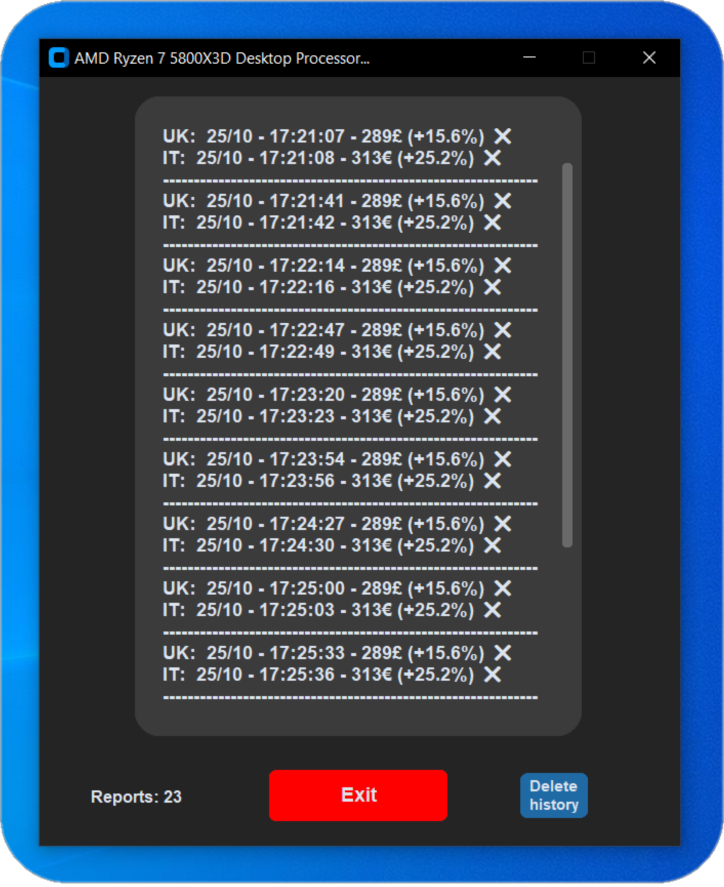 AMD Ryzen 7 5800X3D Desktop Processor...
UK: 25/10 - 17:21:07 - 289£ (+15.6%) ❌
IT: 25/10 - 17:21:08 - 313€ (+25.2%) ❌
------------------------------------------------------------
UK: 25/10 - 17:21:41 - 289£ (+15.6%) ❌
IT: 25/10 - 17:21:42 - 313€ (+25.2%) ❌
------------------------------------------------------------
UK: 25/10 - 17:22:14 - 289£ (+15.6%) ❌
IT: 25/10 - 17:22:16 - 313€ (+25.2%) ❌
------------------------------------------------------------
UK: 25/10 - 17:22:47 - 289£ (+15.6%) ❌
IT: 25/10 - 17:22:49 - 313€ (+25.2%) ❌
------------------------------------------------------------
UK: 25/10 - 17:23:20 - 289£ (+15.6%) ❌
IT: 25/10 - 17:23:23 - 313€ (+25.2%) ❌
------------------------------------------------------------
UK: 25/10 - 17:23:54 - 289£ (+15.6%) ❌
IT: 25/10 - 17:23:56 - 313€ (+25.2%) ❌
------------------------------------------------------------
UK: 25/10 - 17:24:27 - 289£ (+15.6%) ❌
IT: 25/10 - 17:24:30 - 313€ (+25.2%) ❌
------------------------------------------------------------
UK: 25/10 - 17:25:00 - 289£ (+15.6%) ❌
IT: 25/10 - 17:25:03 - 313€ (+25.2%) ❌
------------------------------------------------------------
UK: 25/10 - 17:25:33 - 289£ (+15.6%) ❌
IT: 25/10 - 17:25:36 - 313€ (+25.2%) ❌
------------------------------------------------------------
Reports: 23
Exit
Delete
history